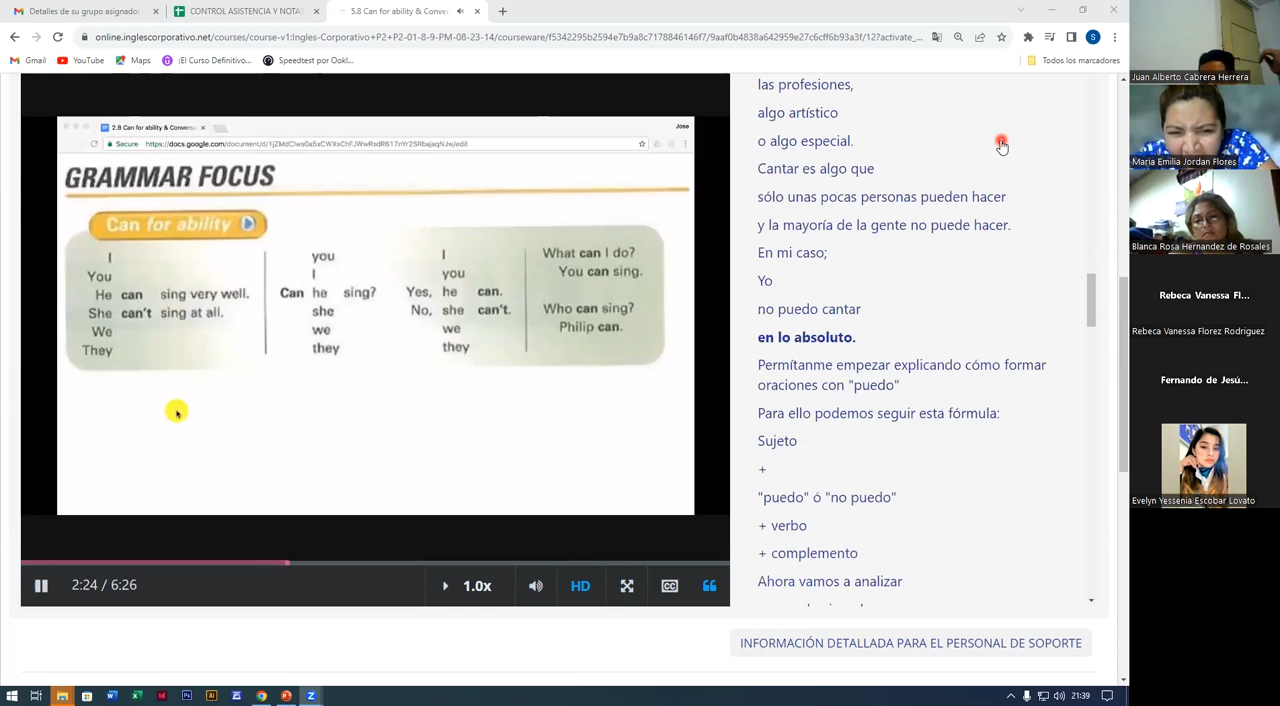 Detalles de su grupo asignado
CONTROL ASISTENCIA Y NOTAS
5.8 Can for ability & Conver
online.inglescorporativo.net/courses/course-v1:Ingles-Corporativo+P2+P2-01-8-9-PM-08-23-14/courseware/f5342295b2594e7b9a8c7178846146f7/9aaf0b4838a642959e27c6cff6b93a3f/12?activate_...
Gmail
YouTube
Maps
¡El Curso Definitivo...
Speedtest por Ookl...
Todos los marcadores
2.8 Can for ability & Convers
Jose
Secure
GRAMMAR FOCUS
Can for ability
I
You
He can sing very well.
She can't sing at all.
We
They
you
I
Can he sing?
she
we
they
I
you
Yes, he can.
No, she can't.
we
they
What can I do?
You can sing.
Who can sing?
Philip can.
2:24 / 6:26
1.0x
HD
CC
las profesiones,
algo artístico
o algo especial.
Cantar es algo que
sólo unas pocas personas pueden hacer
y la mayoría de la gente no puede hacer.
En mi caso;
Yo
no puedo cantar
en lo absoluto.
Permítanme empezar explicando cómo formar
oraciones con "puedo"
Para ello podemos seguir esta fórmula:
Sujeto
+
"puedo" ó "no puedo"
+ verbo
+ complemento
Ahora vamos a analizar
INFORMACIÓN DETALLADA PARA EL PERSONAL DE SOPORTE
Juan Alberto Cabrera Herrera
Maria Emilia Jordan Flores
Blanca Rosa Hernandez de Rosales
Rebeca Vanessa Fl...
Rebeca Vanessa Florez Rodriguez
Fernando de Jesú...
Evelyn Yessenia Escobar Lovato
21:39